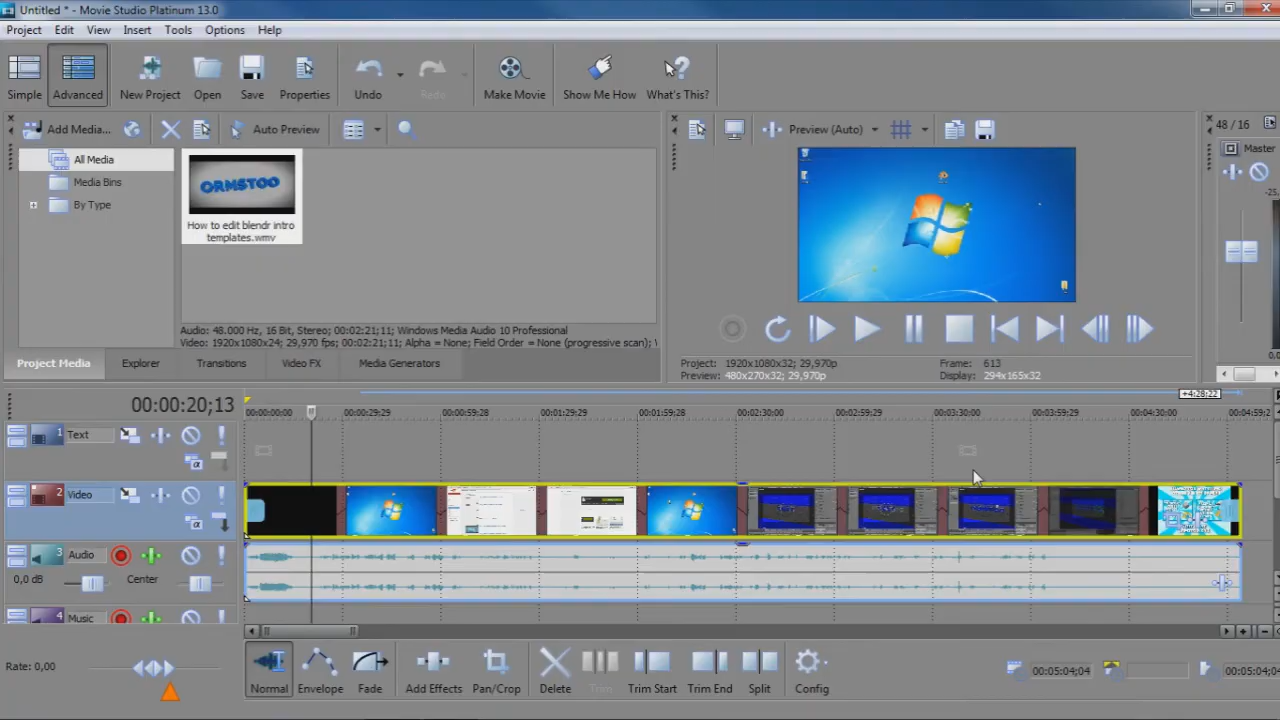 Untitled * - Movie Studio Platinum 13.0
Project Edit View Insert Tools Options Help
Simple Advanced New Project Open Save Properties Undo Redo Make Movie Show Me How What's This?
Add Media... Auto Preview
All Media
Media Bins
By Type
ORMSTOO
How to edit blendr intro
templates.wmv
Audio: 48.000 Hz, 16 Bit, Stereo; 00:02:21;11; Windows Media Audio 10 Professional
Video: 1920x1080x24; 29,970 fps; 00:02:21;11; Alpha = None; Field Order = None (progressive scan);
Project Media Explorer Transitions Video FX Media Generators
Preview (Auto)
Project: 1920x1080x32; 29,970p Frame: 613
Preview: 480x270x32; 29,970p Display: 294x165x32
48 / 16
Master
-25,
0,0
+4:28;22
00:00:20;13
00:00:00;00 00:00:29;29 00:00:59;28 00:01:29;29 00:01:59;28 00:02:30;00 00:02:59;29 00:03:30;00 00:03:59;29 00:04:30;00 00:04:59;2
1 Text
2 Video
3 Audio
0,0 dB Center
4 Music
Rate: 0,00
Normal Envelope Fade Add Effects Pan/Crop Delete Trim Trim Start Trim End Split Config
00:05:04;04 00:05:04;0